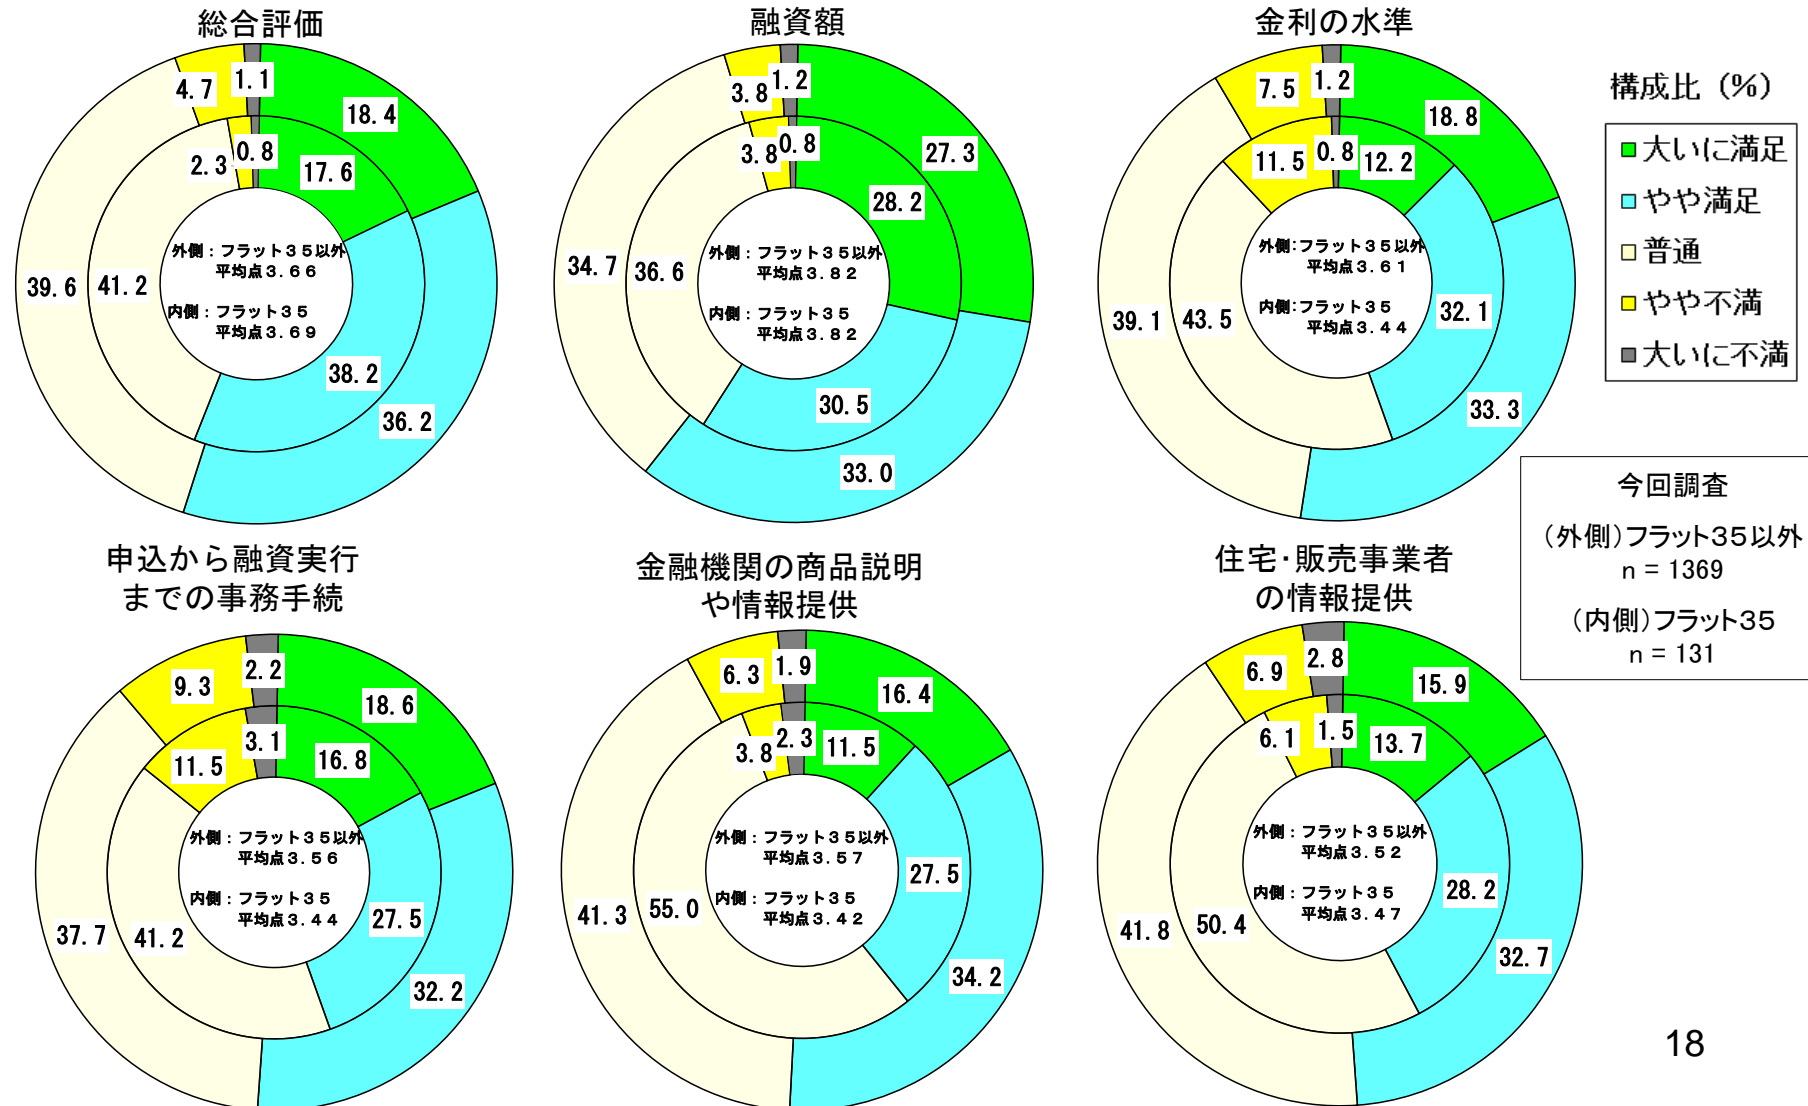 総合評価
4.7
1.1
18.4
2.3
0.8
17.6
39.6
41.2
外側：フラット３５以外
平均点３.６６
内側：フラット３５
平均点３.６９
38.2
36.2
融資額
3.8
1.2
27.3
3.8
0.8
28.2
34.7
36.6
外側：フラット３５以外
平均点３.８２
内側：フラット３５
平均点３.８２
30.5
33.0
金利の水準
7.5
1.2
18.8
11.5
0.8
12.2
39.1
43.5
外側：フラット３５以外
平均点３.６１
内側：フラット３５
平均点３.４４
32.1
33.3
構成比（%）
大いに満足
やや満足
普通
やや不満
大いに不満
今回調査
（外側）フラット35以外
n = 1369
（内側）フラット35
n = 131
申込から融資実行
までの事務手続
9.3
2.2
18.6
11.5
3.1
16.8
37.7
41.2
外側：フラット３５以外
平均点３.５６
内側：フラット３５
平均点３.４４
27.5
32.2
金融機関の商品説明
や情報提供
6.3
1.9
16.4
3.8
2.3
11.5
41.3
55.0
外側：フラット３５以外
平均点３.５７
内側：フラット３５
平均点３.４２
27.5
34.2
住宅・販売事業者
の情報提供
6.9
2.8
15.9
6.1
1.5
13.7
41.8
50.4
外側：フラット３５以外
平均点３.５２
内側：フラット３５
平均点３.４７
28.2
32.7
18